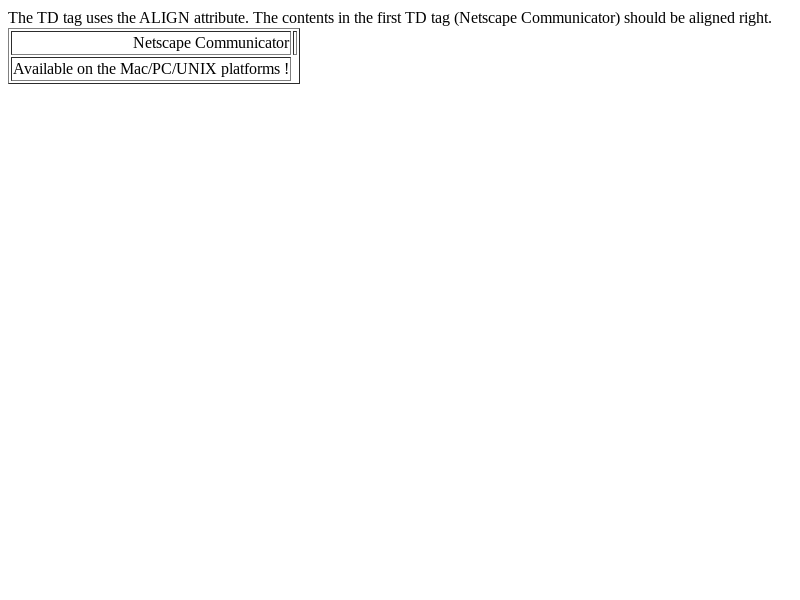 The TD tag uses the ALIGN attribute. The contents in the first TD tag (Netscape Communicator) should be aligned right.
Netscape Communicator
Available on the Mac/PC/UNIX platforms !